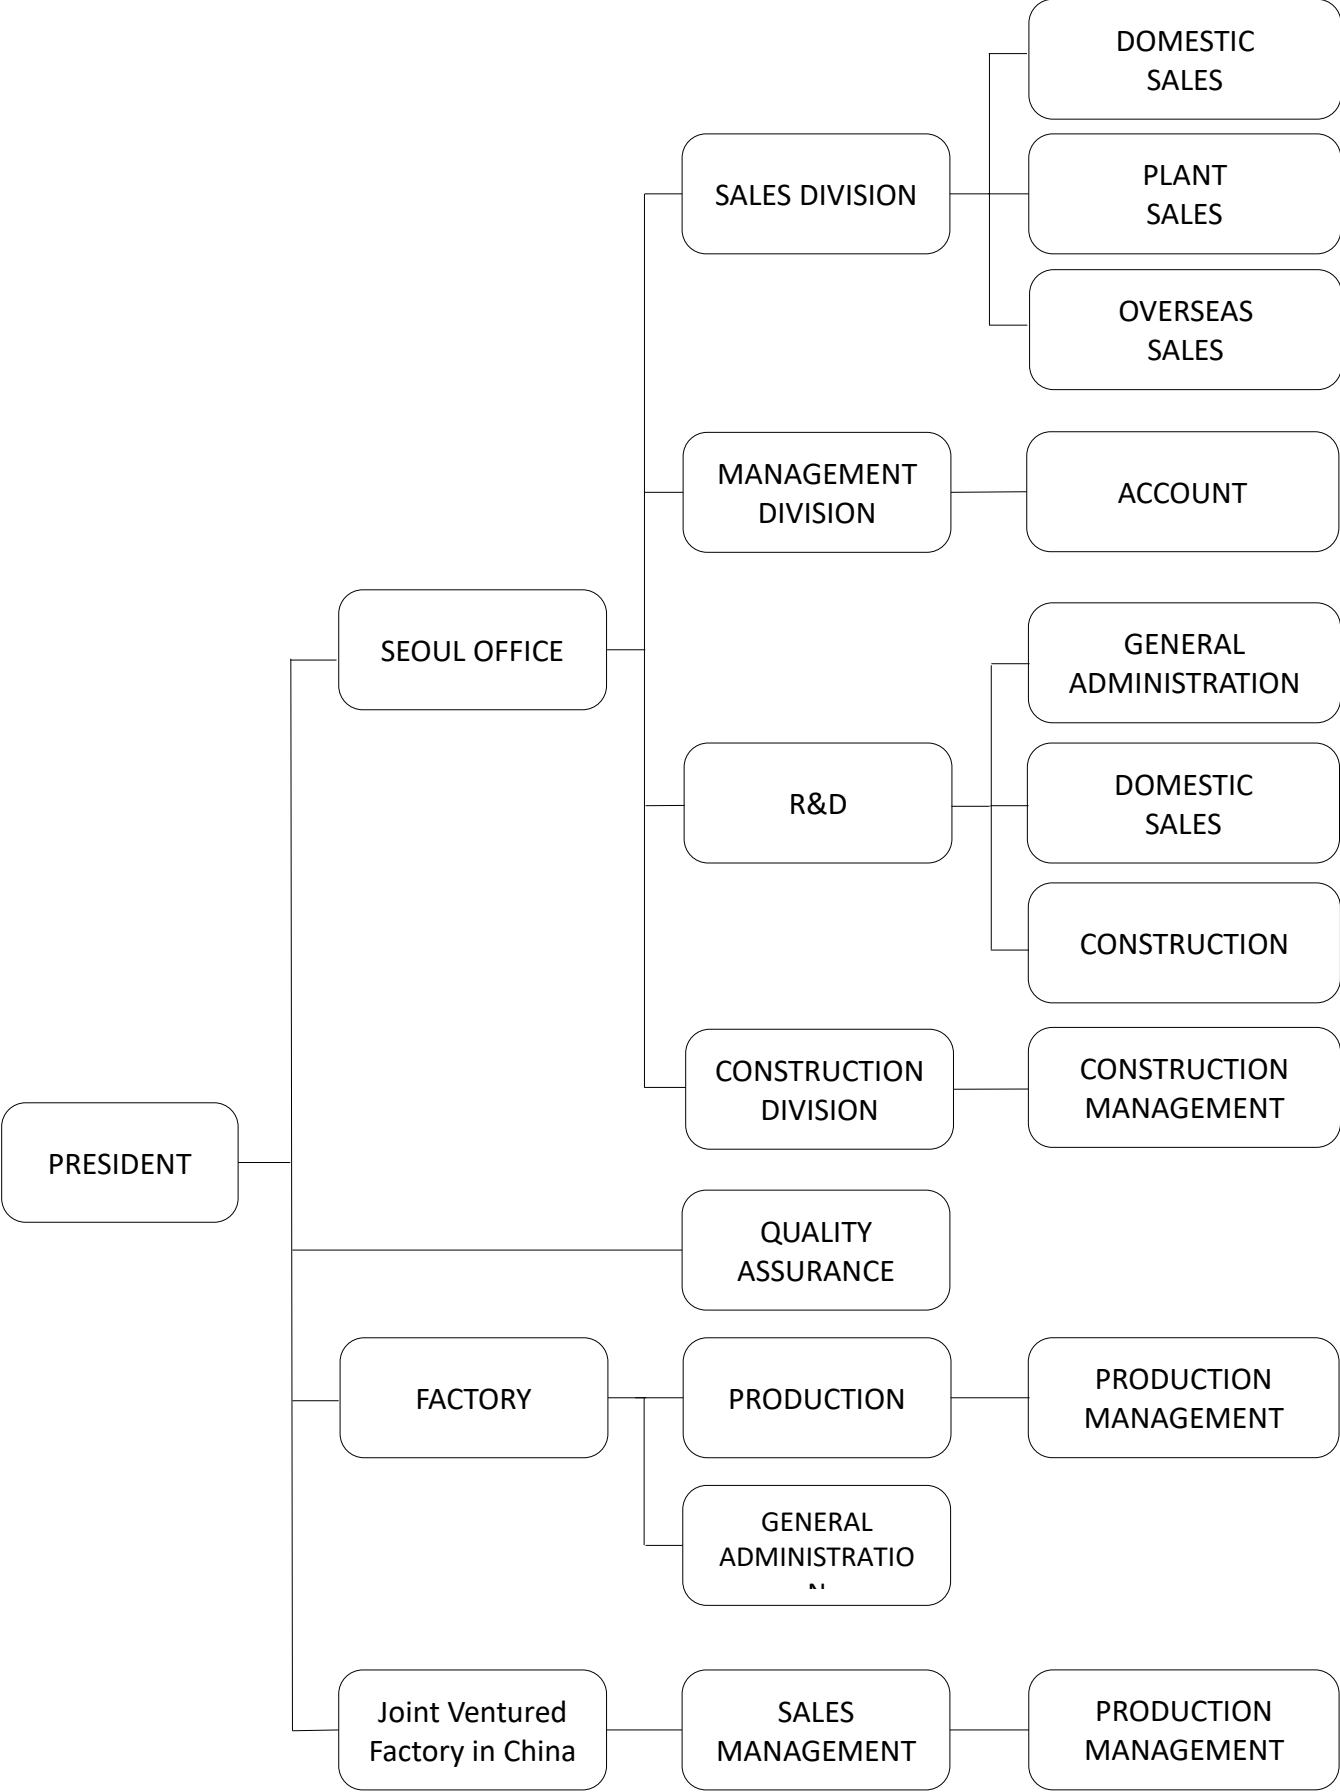 DOMESTIC
SALES
SALES DIVISION
PLANT
SALES
OVERSEAS
SALES
MANAGEMENT
DIVISION
ACCOUNT
SEOUL OFFICE
GENERAL
ADMINISTRATION
R&D
DOMESTIC
SALES
CONSTRUCTION
CONSTRUCTION
DIVISION
CONSTRUCTION
MANAGEMENT
PRESIDENT
QUALITY
ASSURANCE
FACTORY
PRODUCTION
PRODUCTION
MANAGEMENT
GENERAL
ADMINISTRATIO
N
Joint Ventured
Factory in China
SALES
MANAGEMENT
PRODUCTION
MANAGEMENT